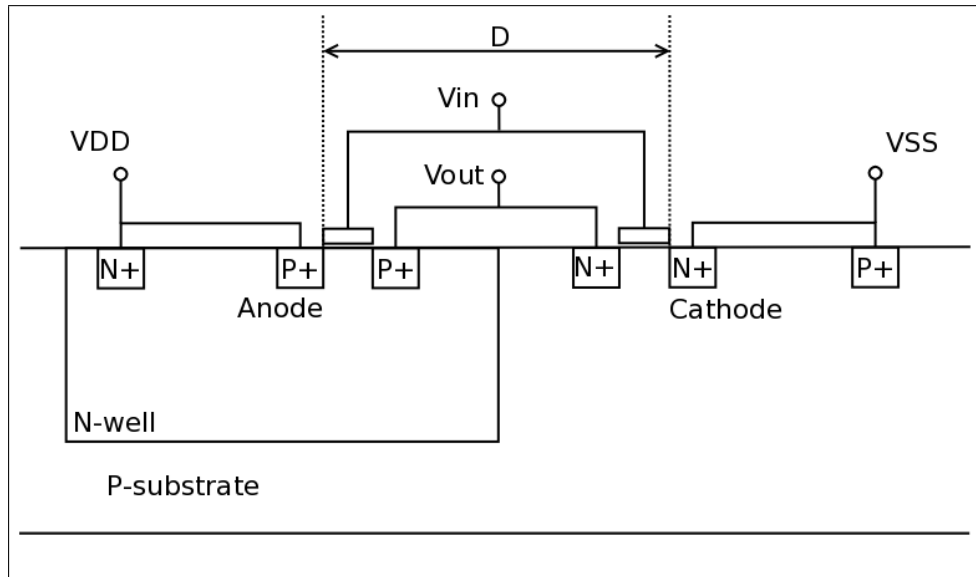 D
Vin
VDD
VSS
Vout
N+
P+
P+
N+
N+
P+
Anode
Cathode
N-well
P-substrate